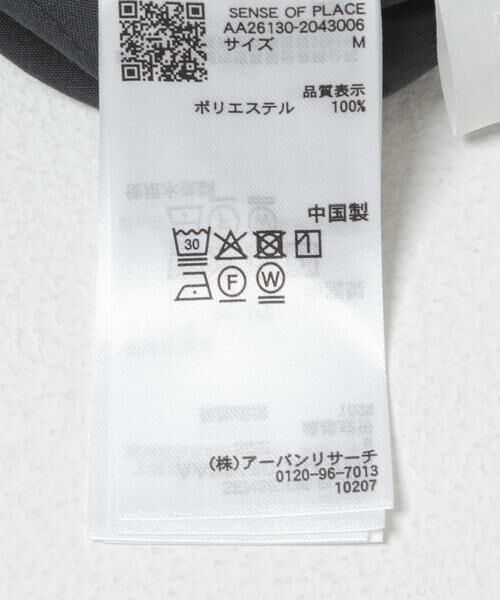 SENSE OF PLACE
AA26130-2043006
サイズ M
品質表示
ポリエステル 100%
中国製
30
F W
(株)アーバンリサーチ
0120-96-7013
10207